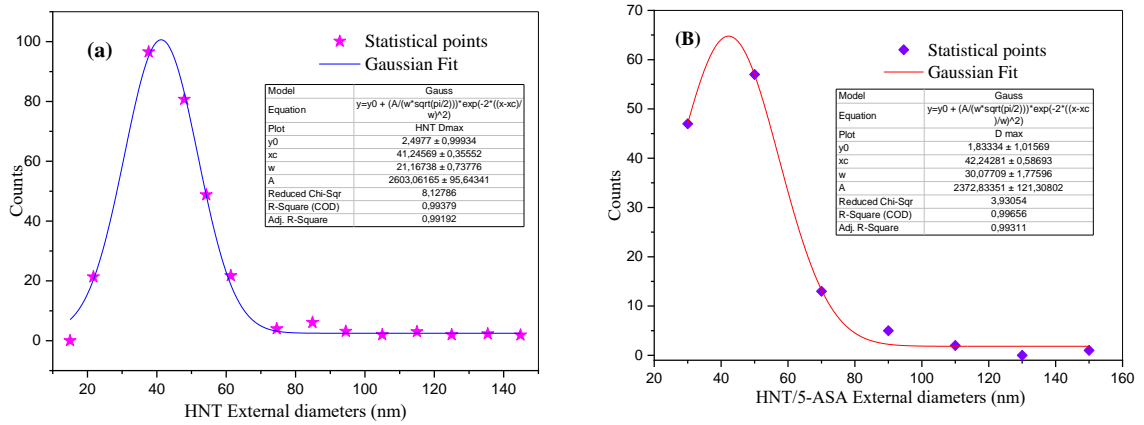 (a)
Statistical points
Gaussian Fit
Model Gauss
Equation y=y0 + (A/(w*sqrt(pi/2)))*exp(-2*((x-xc)/
w)^2)
Plot HNT Dmax
y0 2,4977 ± 0,99934
xc 41,24569 ± 0,35552
w 21,16738 ± 0,73776
A 2603,06165 ± 95,64341
Reduced Chi-Sqr 8,12786
R-Square (COD) 0,99379
Adj. R-Square 0,99192
100
80
60
40
20
0
Counts
20 40 60 80 100 120 140
HNT External diameters (nm)
(B)
Statistical points
Gaussian Fit
Model Gauss
Equation y=y0 + (A/(w*sqrt(pi/2)))*exp(-2*((x-xc
)/w)^2)
Plot D max
y0 1,83334 ± 1,01569
xc 42,24281 ± 0,58693
w 30,07709 ± 1,77596
A 2372,83351 ± 121,30802
Reduced Chi-Sqr 3,93054
R-Square (COD) 0,99656
Adj. R-Square 0,99311
70
60
50
40
30
20
10
0
Counts
20 40 60 80 100 120 140 160
HNT/5-ASA External diameters (nm)